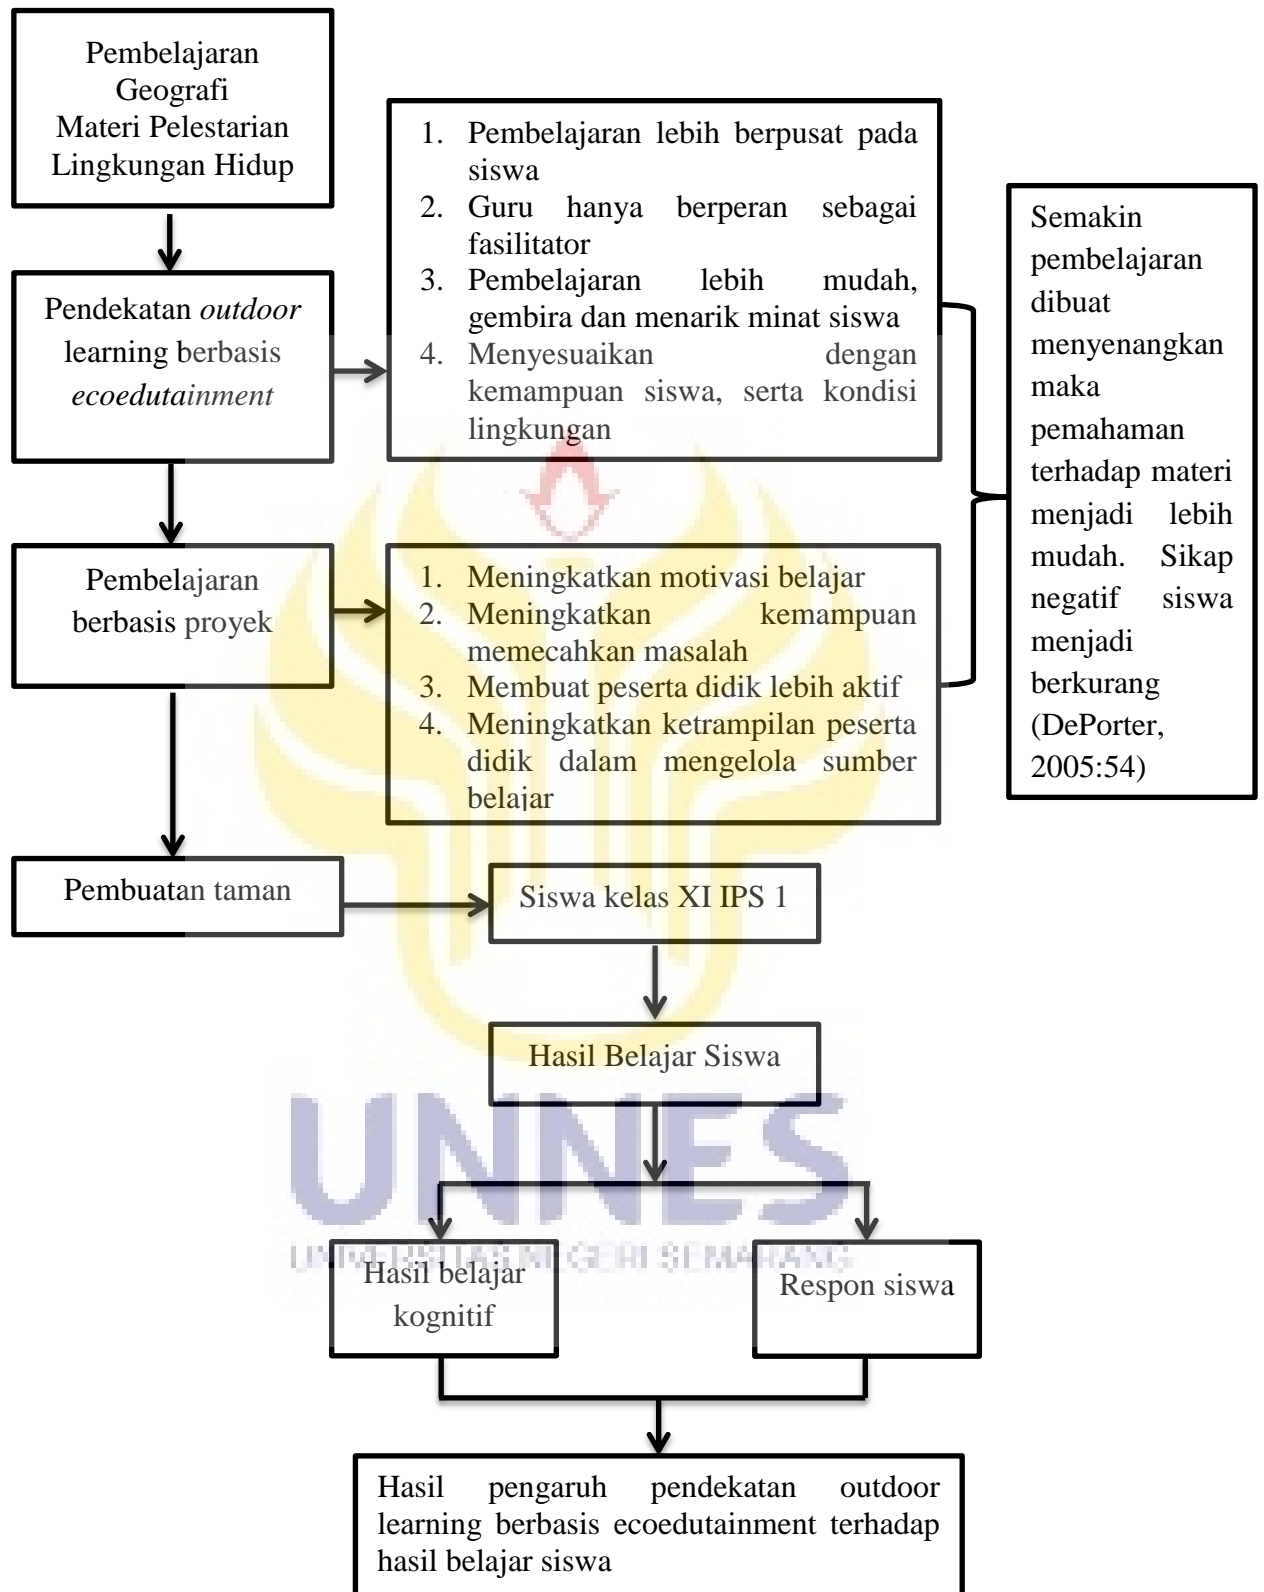 Pembelajaran
Geografi
Materi Pelestarian
Lingkungan Hidup
Pendekatan outdoor
learning berbasis
ecoedutainment
1. Pembelajaran lebih berpusat pada
siswa
2. Guru hanya berperan sebagai
fasilitator
3. Pembelajaran lebih mudah,
gembira dan menarik minat siswa
4. Menyesuaikan dengan
kemampuan siswa, serta kondisi
lingkungan
Semakin
pembelajaran
dibuat
menyenangkan
maka
pemahaman
terhadap materi
menjadi lebih
mudah. Sikap
negatif siswa
menjadi
berkurang
(DePorter,
2005:54)
Pembelajaran
berbasis proyek
1. Meningkatkan motivasi belajar
2. Meningkatkan kemampuan
memecahkan masalah
3. Membuat peserta didik lebih aktif
4. Meningkatkan ketrampilan peserta
didik dalam mengelola sumber
belajar
Pembuatan taman
Siswa kelas XI IPS 1
Hasil Belajar Siswa
UNNES
UNIVERSITAS NEGERI SEMARANG
Hasil belajar
kognitif
Respon siswa
Hasil pengaruh pendekatan outdoor
learning berbasis ecoedutainment terhadap
hasil belajar siswa